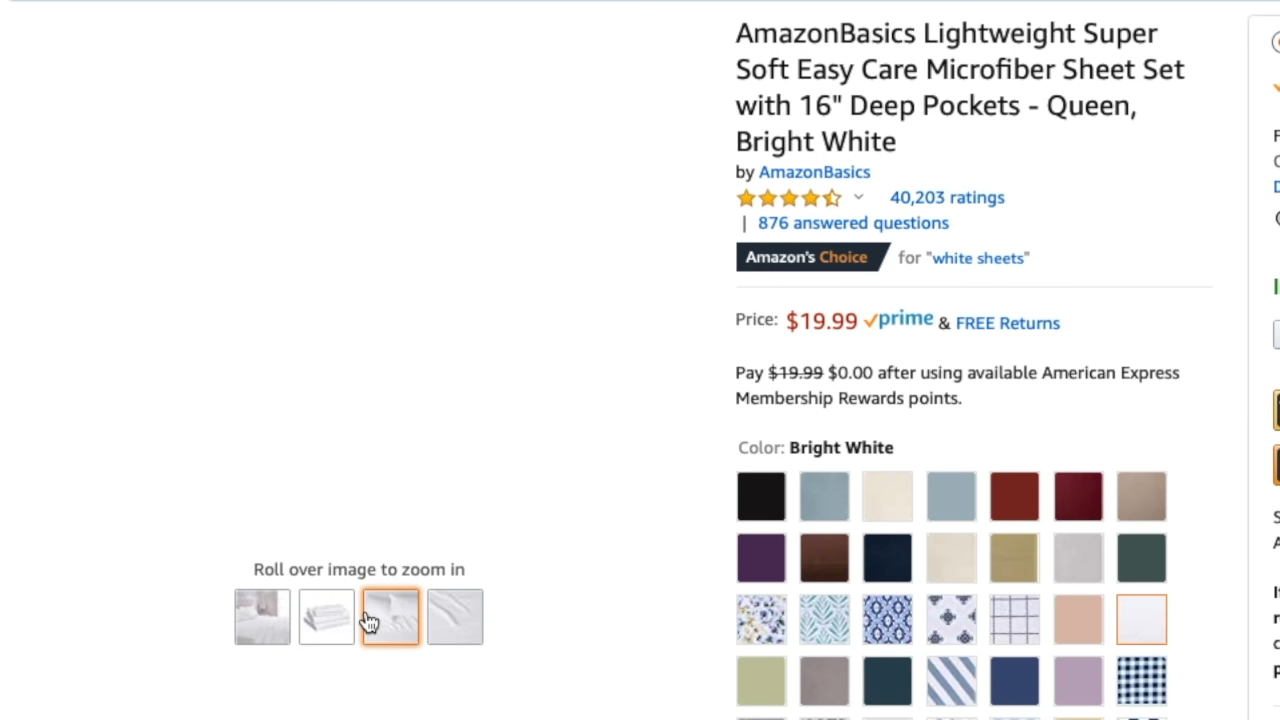 AmazonBasics Lightweight Super
Soft Easy Care Microfiber Sheet Set
with 16" Deep Pockets - Queen,
Bright White
by AmazonBasics
40,203 ratings
| 876 answered questions
Amazon's Choice for "white sheets"
Price: $19.99 prime & FREE Returns
Pay $19.99 $0.00 after using available American Express
Membership Rewards points.
Color: Bright White
Roll over image to zoom in